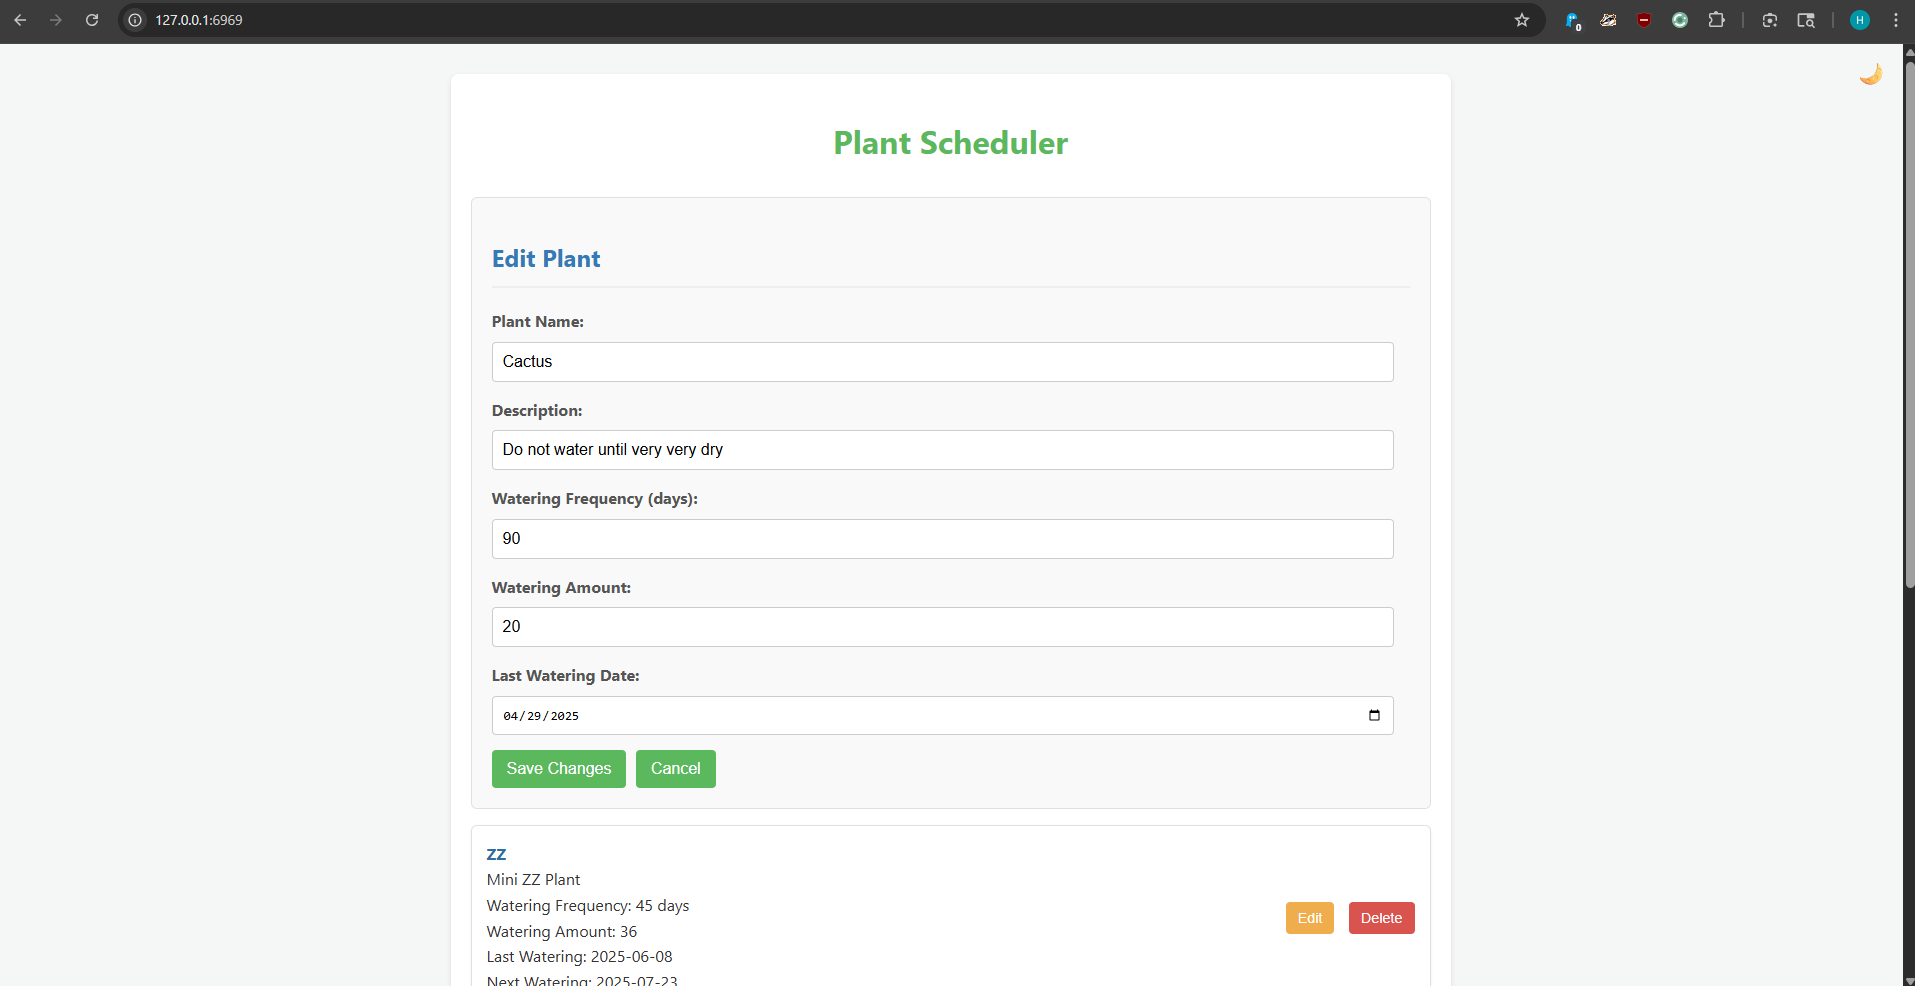 127.0.0.1:6969
0
H
Plant Scheduler
Edit Plant
Plant Name:
Cactus
Description:
Do not water until very very dry
Watering Frequency (days):
90
Watering Amount:
20
Last Watering Date:
04/29/2025
Save Changes
Cancel
ZZ
Mini ZZ Plant
Watering Frequency: 45 days
Watering Amount: 36
Last Watering: 2025-06-08
Next Watering: 2025-07-23
Edit
Delete